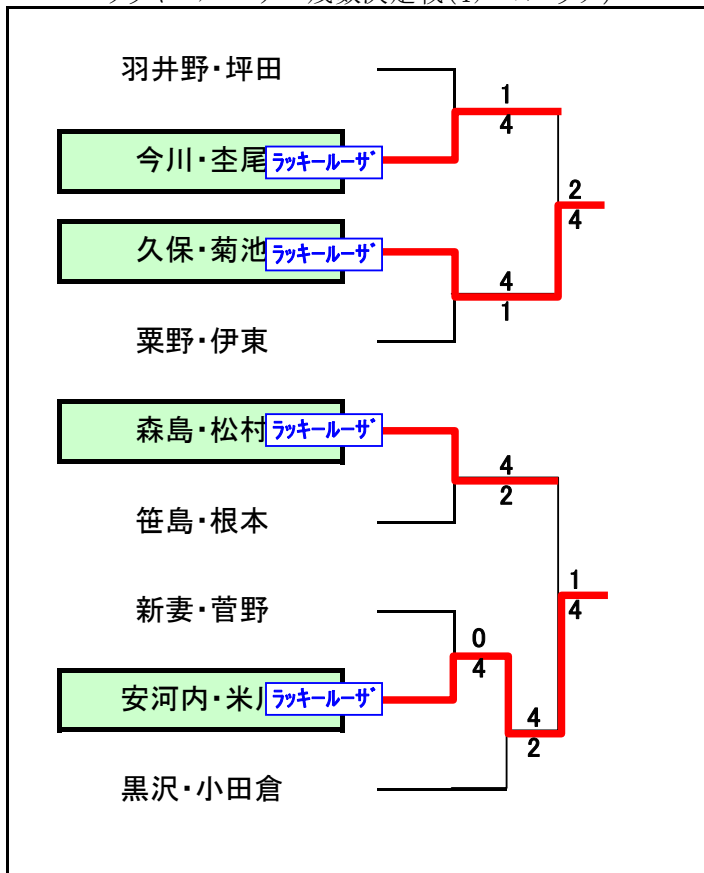 羽井野・坪田
1
4
今川・杢尾 ラッキールーザ
2
4
久保・菊池 ラッキールーザ
4
1
粟野・伊東
森島・松村 ラッキールーザ
4
2
笹島・根本
1
4
新妻・菅野
0
4
安河内・米 ラッキールーザ
4
2
黒沢・小田倉